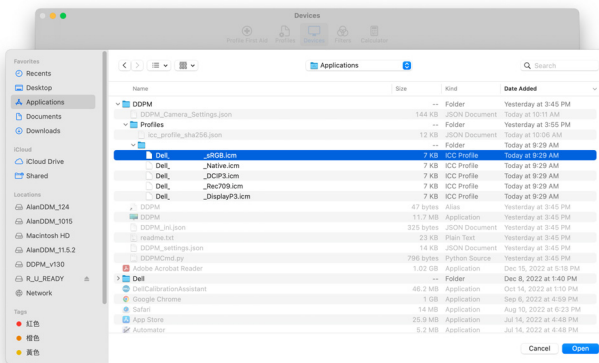 Devices
Profile First Aid Profiles Devices Filters Calculator
Favorites
Recents
Desktop
Applications
Documents
Downloads
iCloud
iCloud Drive
Shared
Locations
AlanDDM_124
AlanDDM_1015
Macintosh HD
AlanDDM_11.5.2
DDPM_v130
R_U_READY
Network
Tags
紅色
橙色
黃色
Applications
Search
Name Size Kind Date Added
DDPM -- Folder Yesterday at 3:45 PM
DDPM_Camera_Settings.json 144 KB JSON Document Today at 10:11 AM
Profiles -- Folder Yesterday at 3:55 PM
icc_profile_sha256.json 12 KB JSON Document Today at 10:06 AM
-- Folder Today at 9:29 AM
Dell_ _sRGB.icm 7 KB ICC Profile Today at 9:29 AM
Dell_ _Native.icm 7 KB ICC Profile Today at 9:29 AM
Dell_ _DCIP3.icm 7 KB ICC Profile Today at 9:29 AM
Dell_ _Rec709.icm 7 KB ICC Profile Today at 9:29 AM
Dell_ _DisplayP3.icm 7 KB ICC Profile Today at 9:29 AM
DDPM 47 bytes Alias Yesterday at 3:45 PM
DDPM 11.7 MB Application Yesterday at 3:45 PM
DDPM_ini.json 325 bytes JSON Document Yesterday at 3:45 PM
readme.txt 23 KB Plain Text Yesterday at 3:45 PM
DDPM_settings.json 14 KB JSON Document Yesterday at 3:45 PM
DDPMCmd.py 796 bytes Python Source Yesterday at 3:45 PM
Adobe Acrobat Reader 1.02 GB Application Dec 15, 2022 at 5:18 PM
Dell -- Folder Dec 8, 2022 at 1:40 PM
DellCalibrationAssistant 46.2 MB Application Oct 14, 2022 at 1:10 PM
Google Chrome 1 GB Application Sep 6, 2022 at 4:59 PM
Safari 14 MB Application Aug 10, 2022 at 6:23 PM
App Store 25.9 MB Application Jul 14, 2022 at 4:48 PM
Automator 5.2 MB Application Jul 14, 2022 at 4:48 PM
Cancel Open